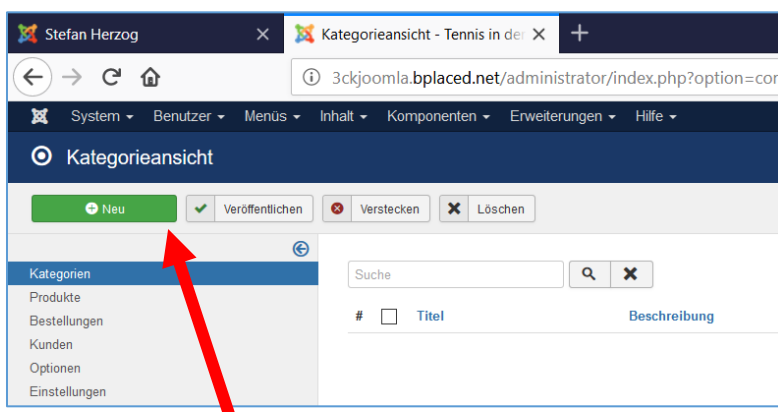 Stefan Herzog
Kategorieansicht - Tennis in der
3ckjoomla.bplaced.net/administrator/index.php?option=com
System Benutzer Menüs Inhalt Komponenten Erweiterungen Hilfe
Kategorieansicht
Neu Veröffentlichen Verstecken Löschen
Kategorien
Produkte
Bestellungen
Kunden
Optionen
Einstellungen
Suche
# Titel Beschreibung